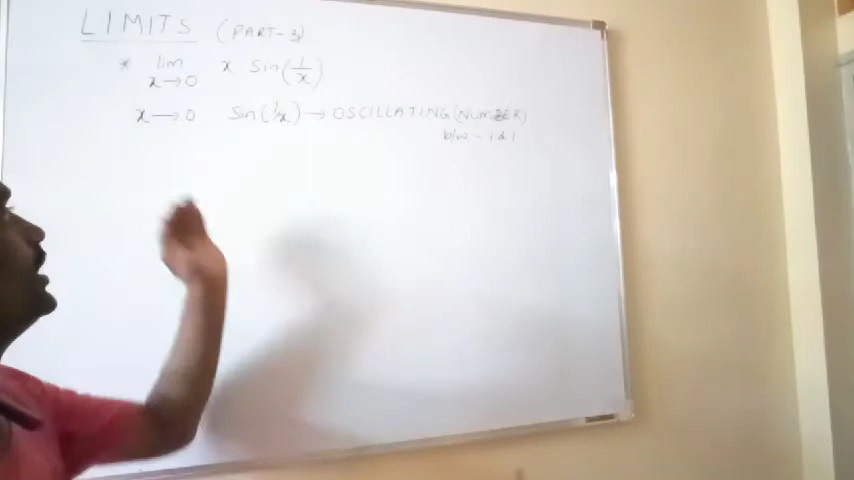 LIMITS (PART-3)
* lim x→0 x sin(1/x)
x→0 sin(1/x) → OSCILLATING (NUMBER)
b/w -1 & 1